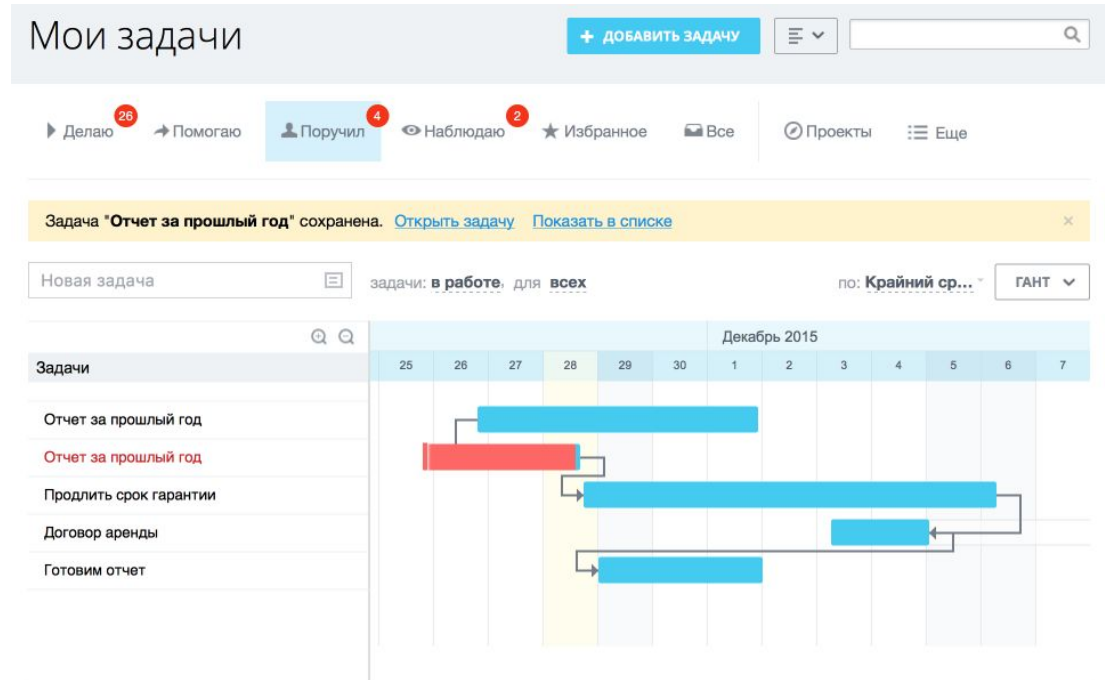 Мои задачи
+ ДОБАВИТЬ ЗАДАЧУ
Делаю 26 Помогаю Поручил 4 Наблюдаю 2 Избранное Все Проекты Еще
Задача "Отчет за прошлый год" сохранена. Открыть задачу Показать в списке ×
Новая задача задачи: в работе, для всех по: Крайний ср... ГАНТ
Декабрь 2015
Задачи 25 26 27 28 29 30 1 2 3 4 5 6 7
Отчет за прошлый год
Отчет за прошлый год
Продлить срок гарантии
Договор аренды
Готовим отчет